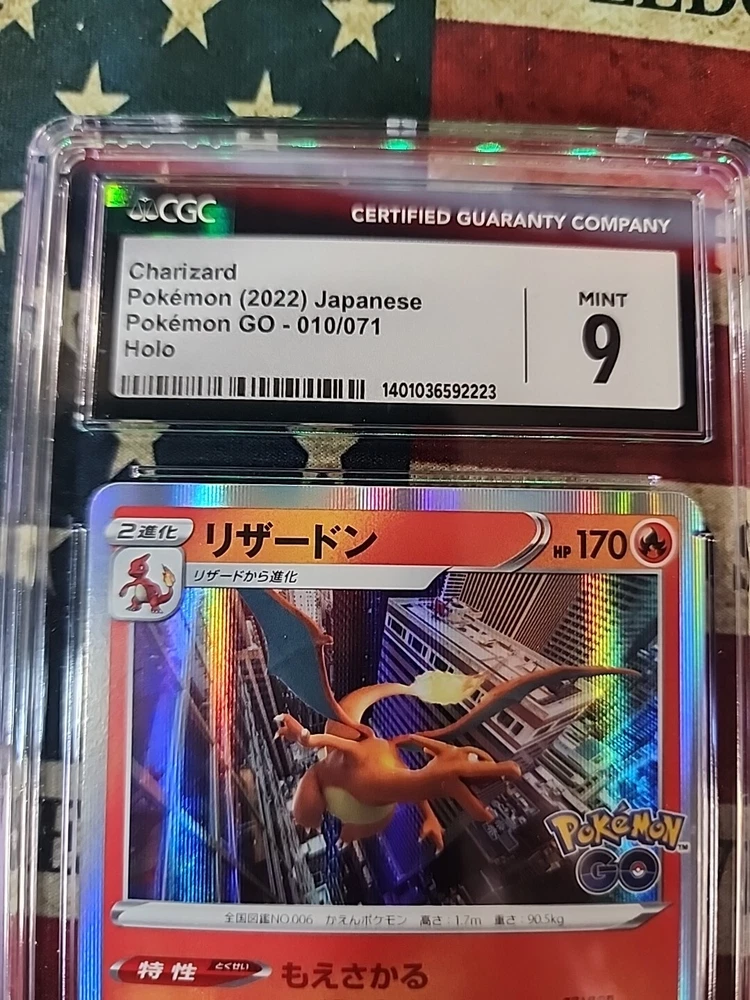 CGC
CERTIFIED GUARANTY COMPANY
Charizard
Pokémon (2022) Japanese
Pokémon GO - 010/071
Holo
MINT
9
1401036592223
2進化
リザードン
HP 170
リザードから進化
POKéMON
GO
全国図鑑NO.006 かえんポケモン 高さ:1.7m 重さ:90.5kg
特性 とくせい もえさかる